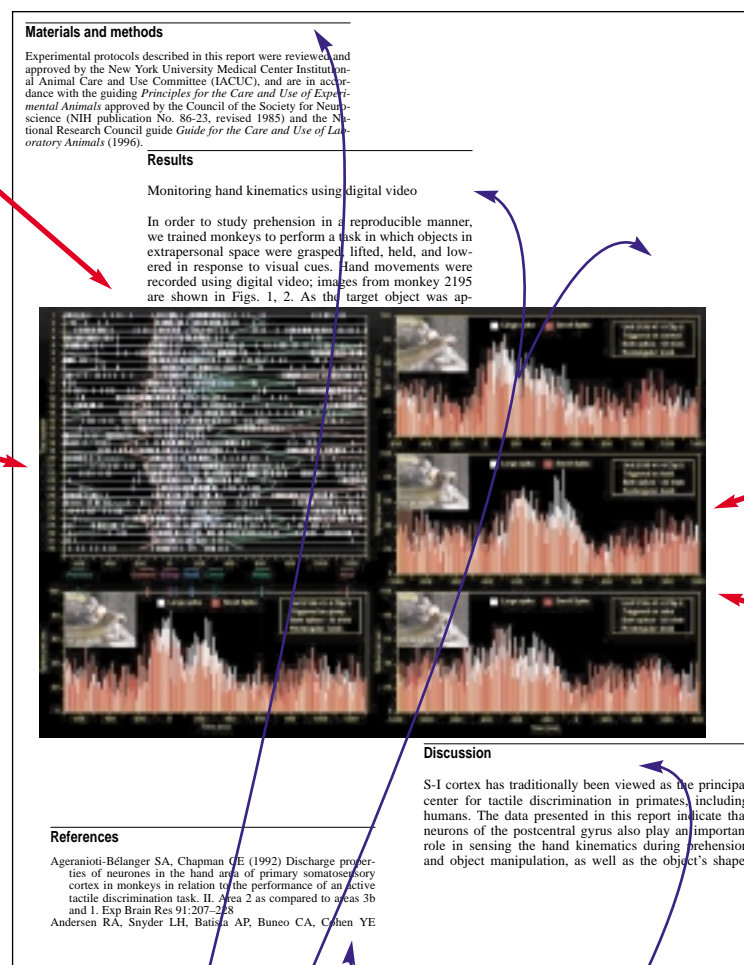 Materials and methods
Experimental protocols described in this report were reviewed and
approved by the New York University Medical Center Institution-
al Animal Care and Use Committee (IACUC), and are in accor-
dance with the guiding Principles for the Care and Use of Experi-
mental Animals approved by the Council of the Society for Neuro-
science (NIH publication No. 86-23, revised 1985) and the Na-
tional Research Council guide Guide for the Care and Use of Lab-
oratory Animals (1996).
Results
Monitoring hand kinematics using digital video
In order to study prehension in a reproducible manner,
we trained monkeys to perform a task in which objects in
extrapersonal space were grasped, lifted, held, and low-
ered in response to visual cues. Hand movements were
recorded using digital video; images from monkey 2195
are shown in Figs. 1, 2. As the target object was ap-
Discussion
S-I cortex has traditionally been viewed as the principa
center for tactile discrimination in primates, including
humans. The data presented in this report indicate tha
neurons of the postcentral gyrus also play an importan
role in sensing the hand kinematics during prehension
and object manipulation, as well as the object's shape
References
Ageranioti-Bélanger SA, Chapman CE (1992) Discharge proper-
ties of neurones in the hand area of primary somatosensory
cortex in monkeys in relation to the performance of an active
tactile discrimination task. II. Area 2 as compared to areas 3b
and 1. Exp Brain Res 91:207–228
Andersen RA, Snyder LH, Batista AP, Buneo CA, Cohen YE